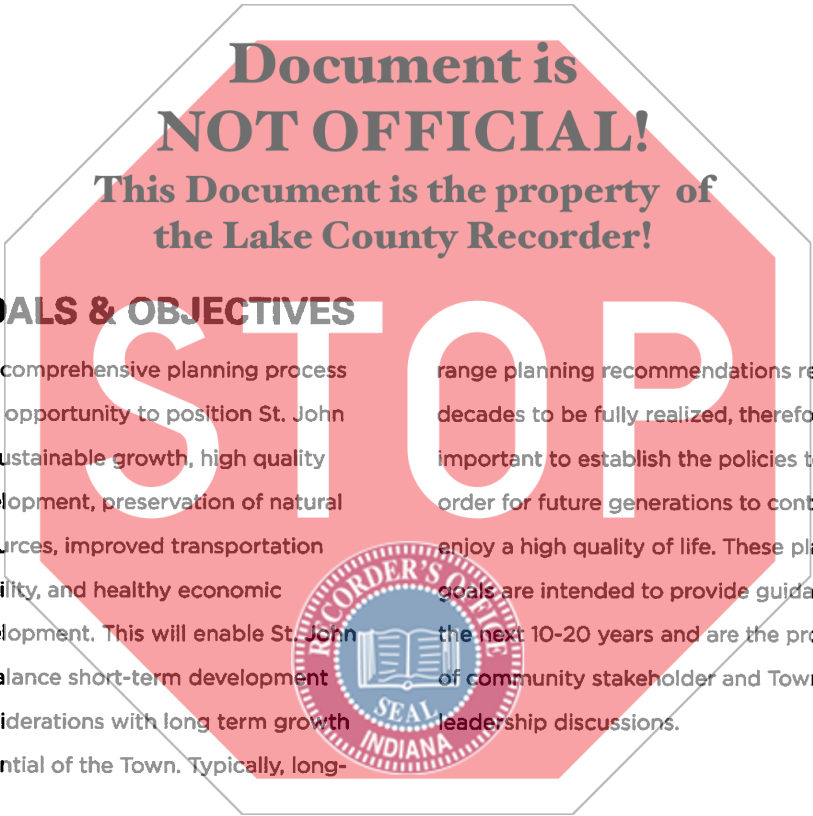 Document is
NOT OFFICIAL!
This Document is the property of
the Lake County Recorder!
STOP
ALS & OBJECTIVES
comprehensive planning process
opportunity to position St. John
ustainable growth, high quality
lopment, preservation of natural
urces, improved transportation
ility, and healthy economic
lopment. This will enable St. John
alance short-term development
iderations with long term growth
ntial of the Town. Typically, long-
range planning recommendations re
decades to be fully realized, therefo
important to establish the policies t
order for future generations to cont
enjoy a high quality of life. These pla
goals are intended to provide guida
the next 10-20 years and are the pro
of community stakeholder and Town
leadership discussions.
RECORDER'S OFFICE
SEAL
INDIANA